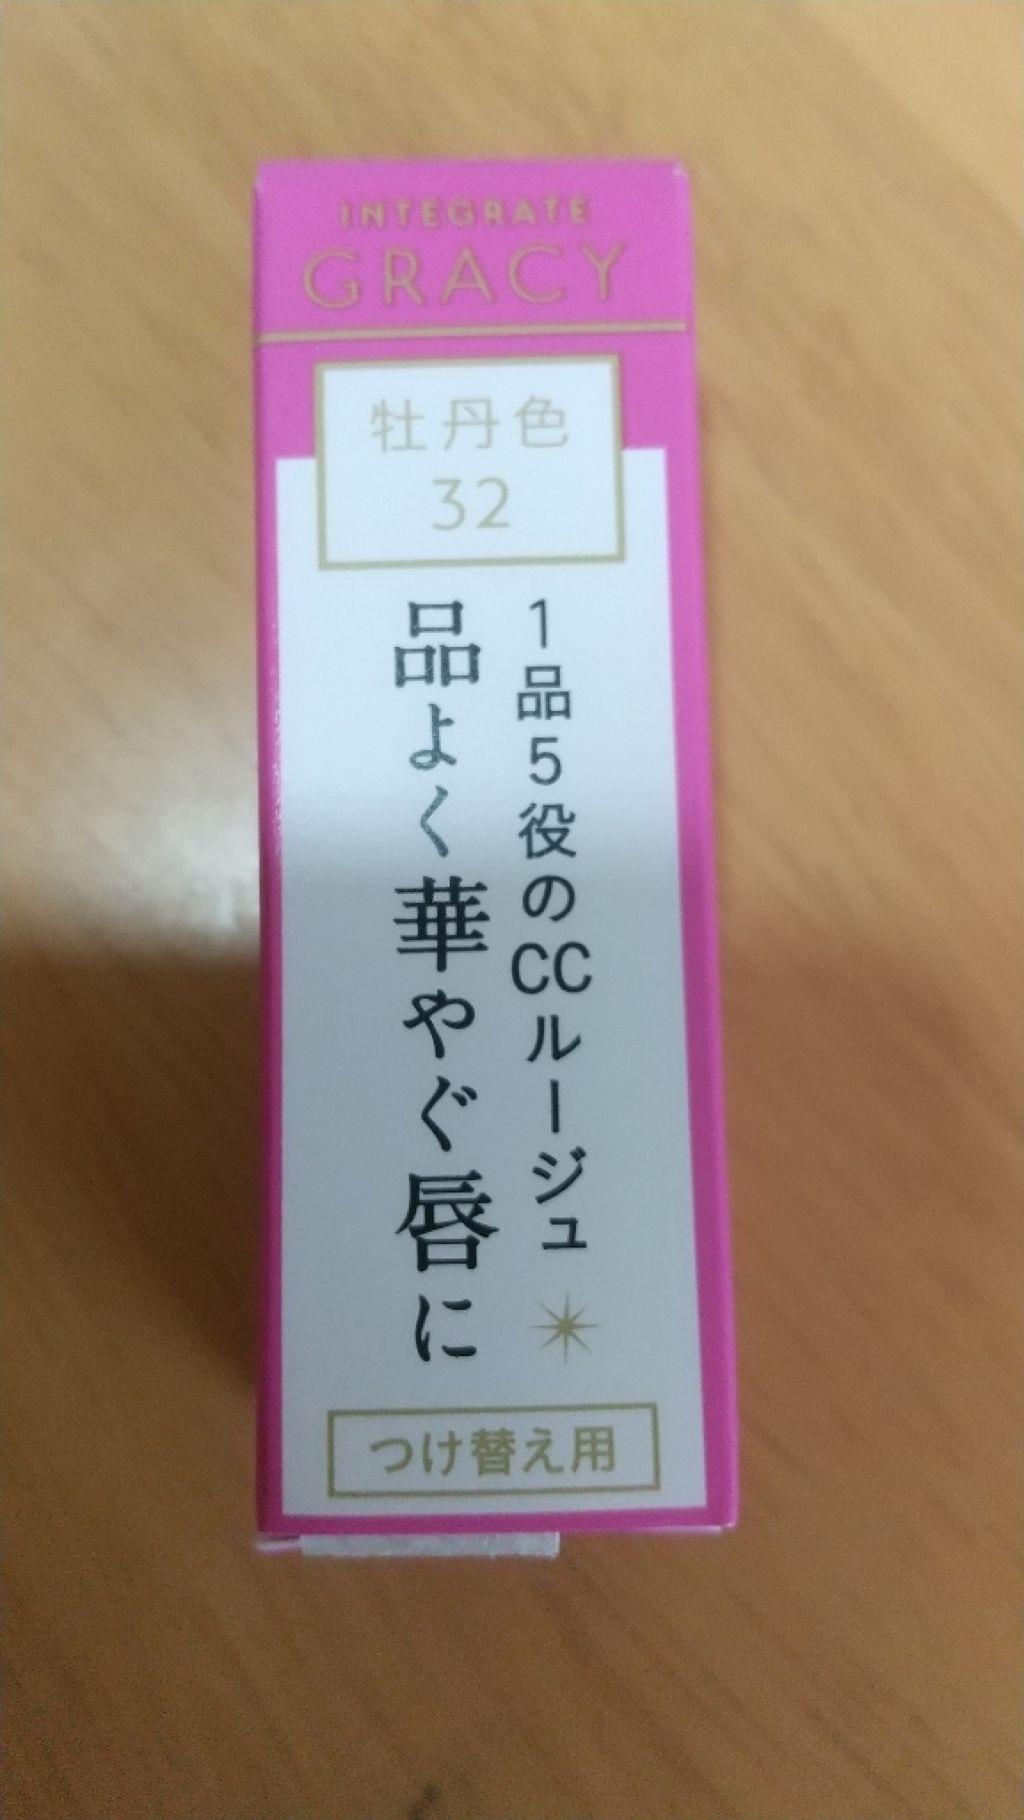 INTEGRATE
GRACY
牡丹色
32
1品5役のCCルージュ
品よく華やぐ唇に
つけ替え用